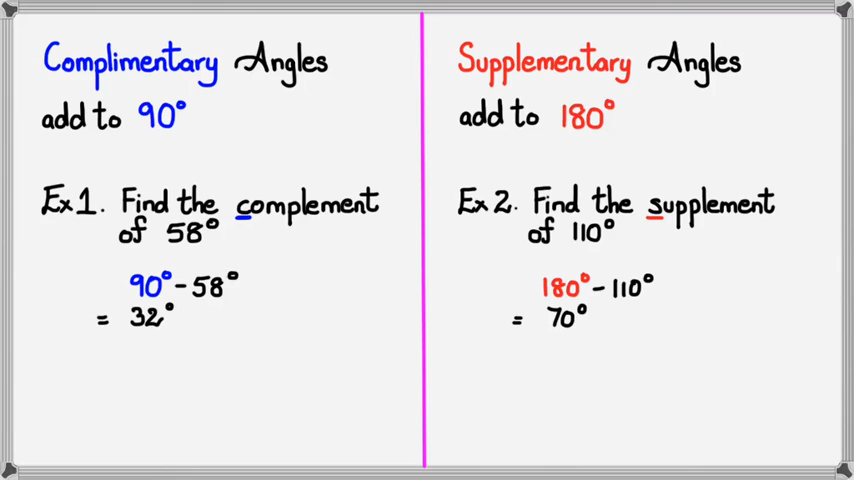 Complimentary Angles
add to 90°
Ex 1. Find the complement
of 58°
90° - 58°
= 32°
Supplementary Angles
add to 180°
Ex 2. Find the supplement
of 110°
180° - 110°
= 70°